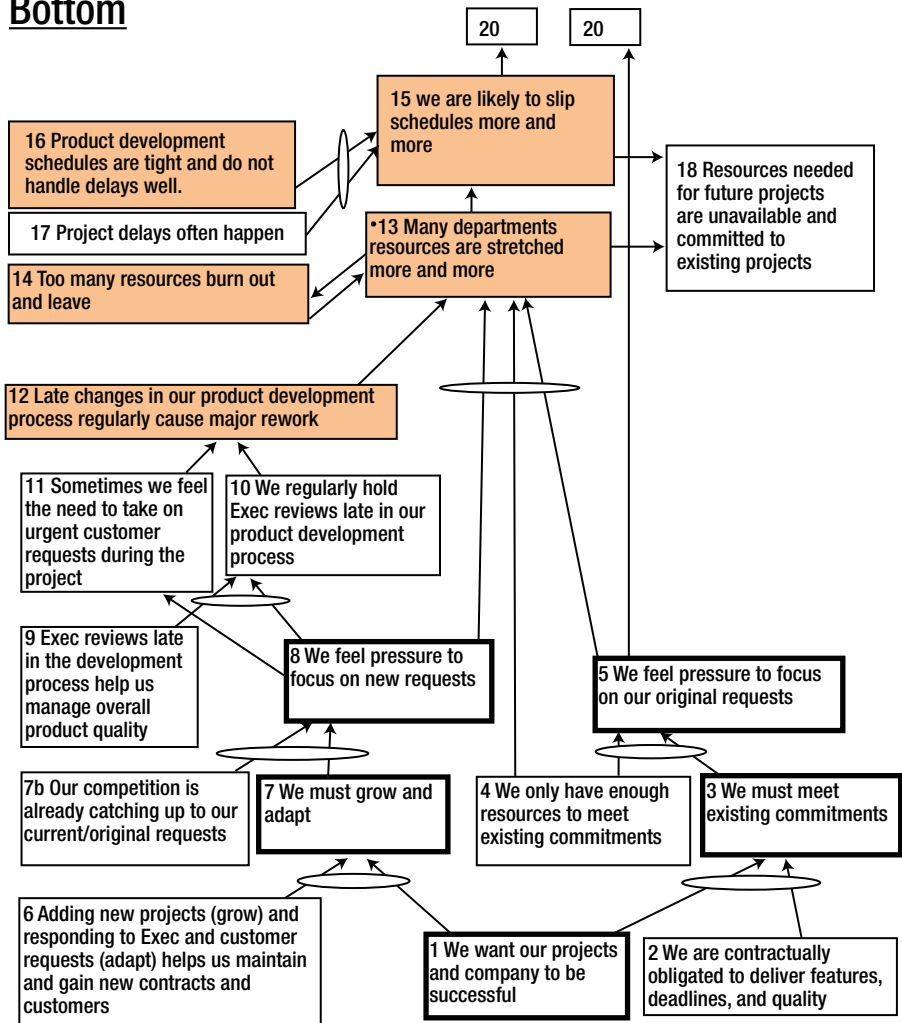 Bottom
20
20
15 we are likely to slip
schedules more and
more
16 Product development
schedules are tight and do not
handle delays well.
17 Project delays often happen
18 Resources needed
for future projects
are unavailable and
committed to
existing projects
•13 Many departments
resources are stretched
more and more
14 Too many resources burn out
and leave
12 Late changes in our product development
process regularly cause major rework
11 Sometimes we feel
the need to take on
urgent customer
requests during the
project
10 We regularly hold
Exec reviews late in our
product development
process
9 Exec reviews late
in the development
process help us
manage overall
product quality
8 We feel pressure to
focus on new requests
5 We feel pressure to focus
on our original requests
7b Our competition is
already catching up to our
current/original requests
7 We must grow and
adapt
4 We only have enough
resources to meet
existing commitments
3 We must meet
existing commitments
6 Adding new projects (grow) and
responding to Exec and customer
requests (adapt) helps us maintain
and gain new contracts and
customers
1 We want our projects
and company to be
successful
2 We are contractually
obligated to deliver features,
deadlines, and quality